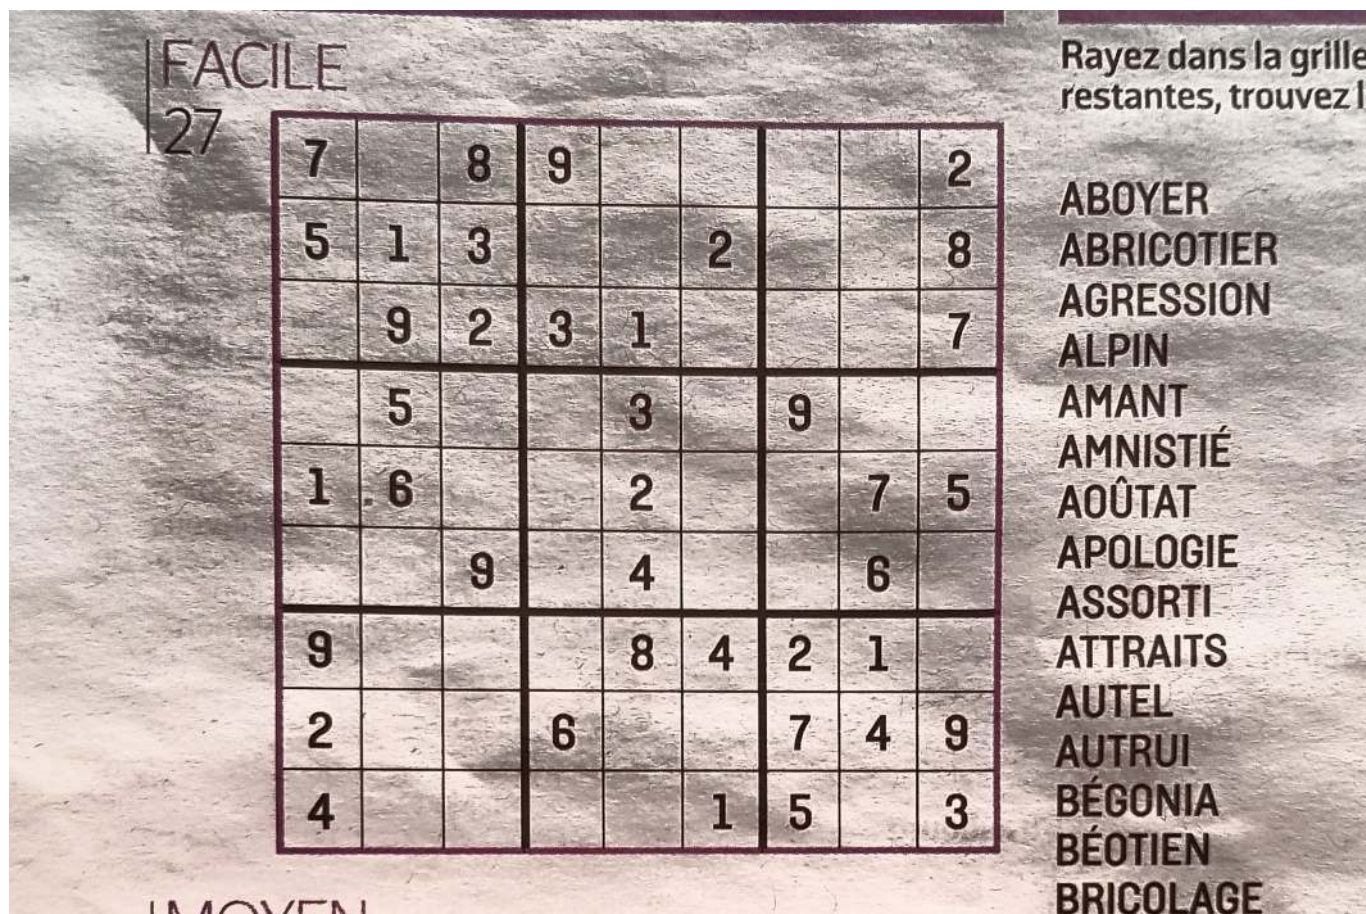 FACILE
27
7 8 9 2
5 1 3 2 8
9 2 3 1 7
5 3 9
1 6 2 7 5
9 4 6
9 8 4 2 1
2 6 7 4 9
4 1 5 3
MOYEN
Rayez dans la grille
restantes, trouvez l
ABOYER
ABRICOTIER
AGRESSION
ALPIN
AMANT
AMNISTIÉ
AOÛTAT
APOLOGIE
ASSORTI
ATTRAITS
AUTEL
AUTRUI
BÉGONIA
BÉOTIEN
BRICOLAGE